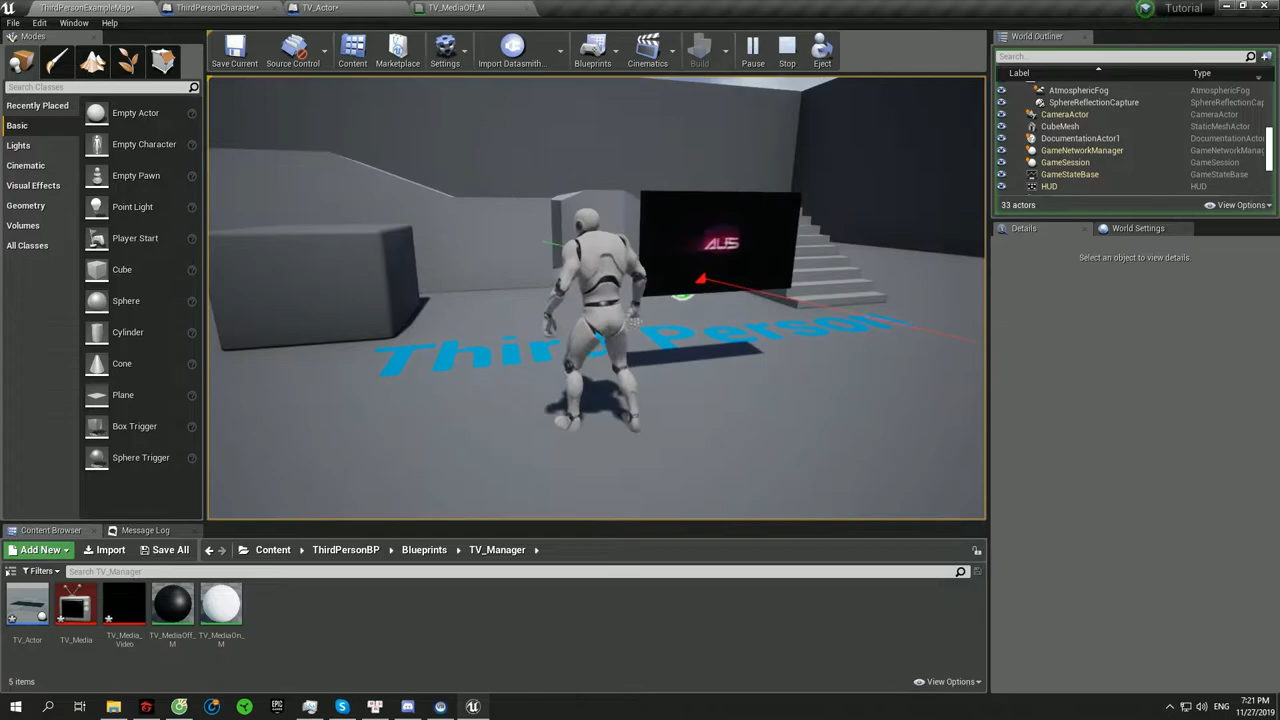 ThirdPersonExampleMap*
ThirdPersonCharacter*
TV_Actor*
TV_MediaOff_M
Tutorial
File
Edit
Window
Help
Modes
Search Classes
Recently Placed
Basic
Lights
Cinematic
Visual Effects
Geometry
Volumes
All Classes
Empty Actor
Empty Character
Empty Pawn
Point Light
Player Start
Cube
Sphere
Cylinder
Cone
Plane
Box Trigger
Sphere Trigger
Save Current
Source Control
Content
Marketplace
Settings
Import Datasmith...
Blueprints
Cinematics
Build
Pause
Stop
Eject
Third Person
World Outliner
Search...
Label
Type
AtmosphericFog
AtmosphericFog
SphereReflectionCapture
SphereReflectionCap
CameraActor
CameraActor
CubeMesh
StaticMeshActor
DocumentationActor1
DocumentationActor
GameNetworkManager
GameNetworkManag
GameSession
GameSession
GameStateBase
GameStateBase
HUD
HUD
33 actors
View Options
Details
World Settings
Select an object to view details.
Content Browser
Message Log
Add New
Import
Save All
Content
ThirdPersonBP
Blueprints
TV_Manager
Filters
Search TV_Manager
TV_Actor
TV_Media
TV_Media_
Video
TV_MediaOff_
M
TV_MediaOn_
M
5 items
View Options
EPIC
ENG
7:21 PM
11/27/2019